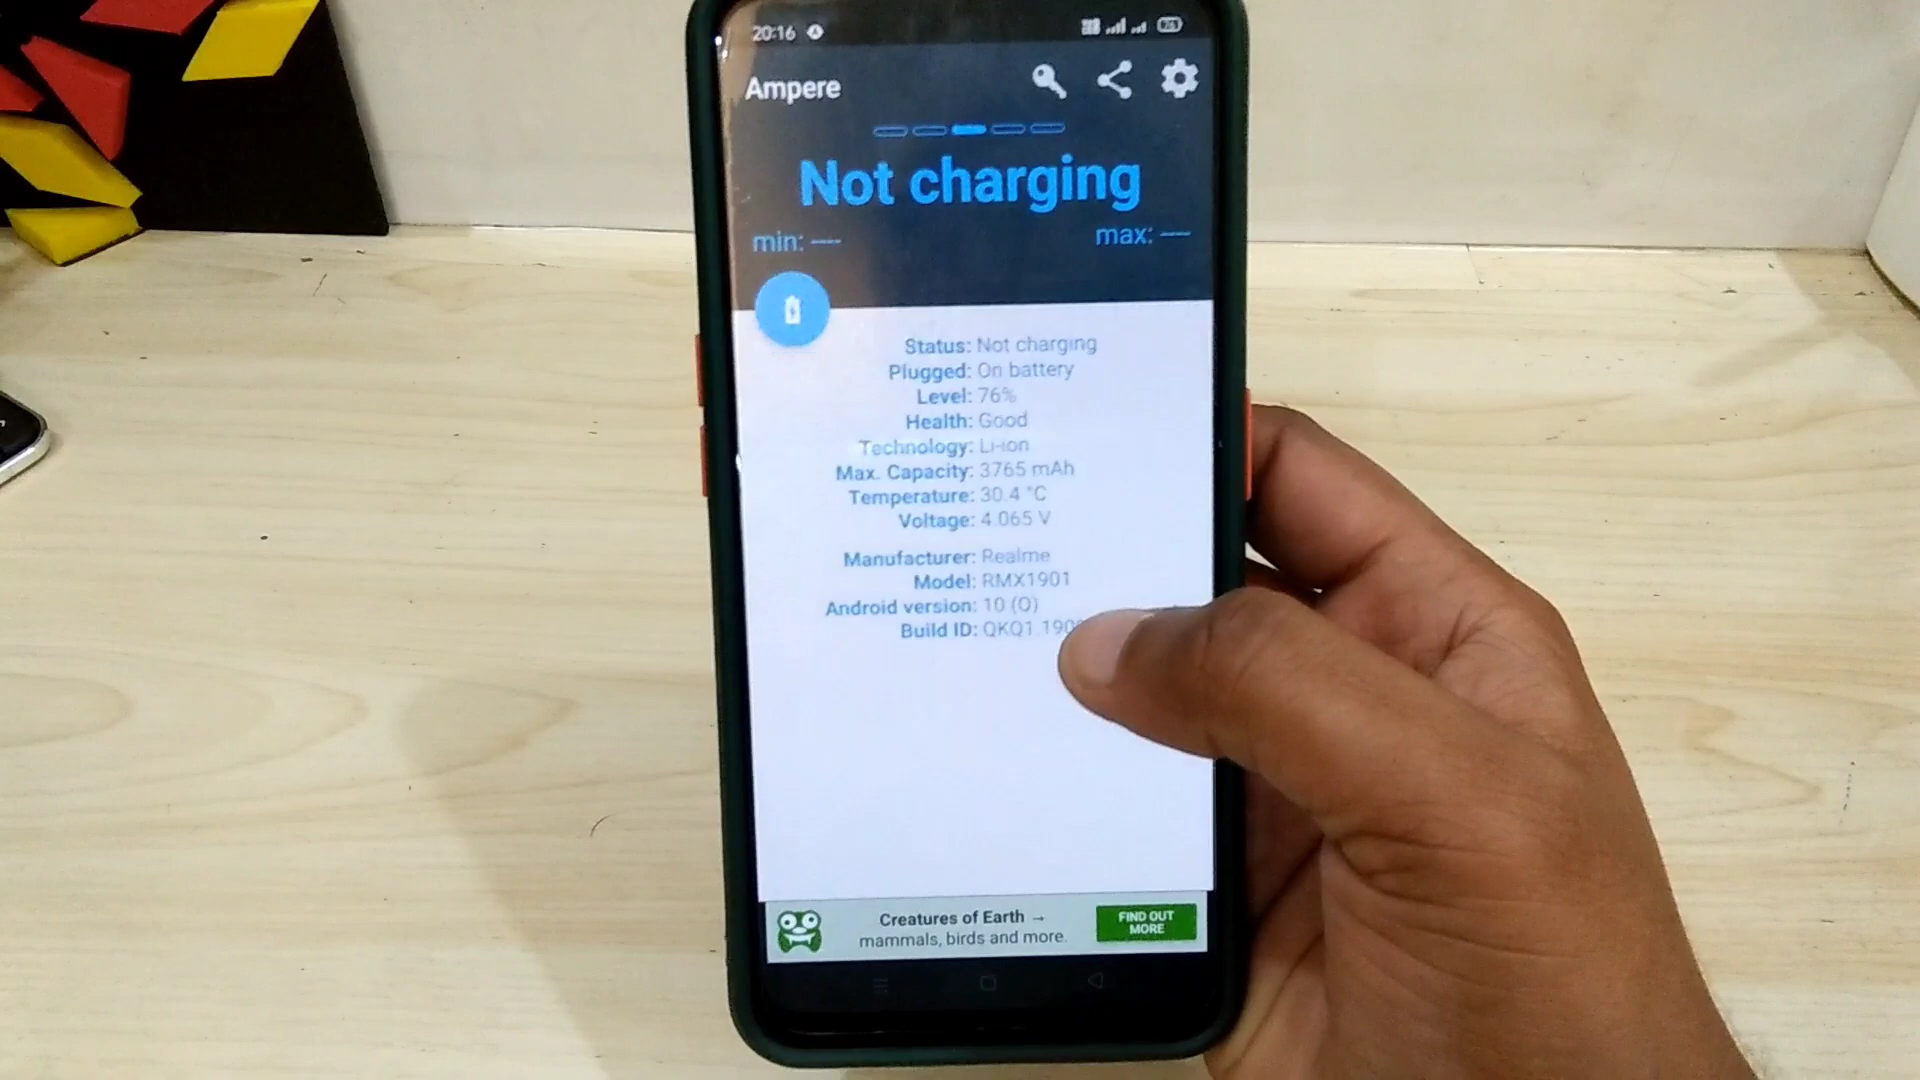 20:16
76
Ampere
Not charging
min: ----
max: ----
Status: Not charging
Plugged: On battery
Level: 76%
Health: Good
Technology: Li-ion
Max. Capacity: 3765 mAh
Temperature: 30.4 °C
Voltage: 4.065 V
Manufacturer: Realme
Model: RMX1901
Android version: 10 (Q)
Build ID: QKQ1.190
Creatures of Earth →
mammals, birds and more.
FIND OUT
MORE